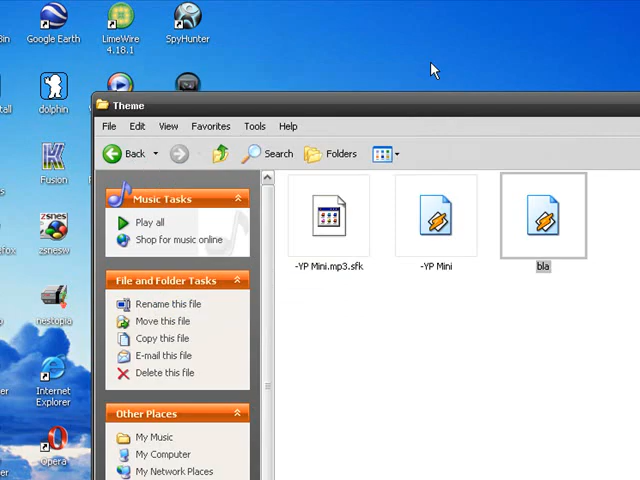 Bin
Google Earth
LimeWire
4.18.1
SpyHunter
tall
dolphin
Theme
File Edit View Favorites Tools Help
Back
Search
Folders
Fusion
Music Tasks
Play all
Shop for music online
-YP Mini.mp3.sfk
-YP Mini
bla
zsnes
efox
zsnesw
File and Folder Tasks
Rename this file
Move this file
Copy this file
E-mail this file
Delete this file
nestopia
Internet
Explorer
Other Places
My Music
My Computer
My Network Places
Opera